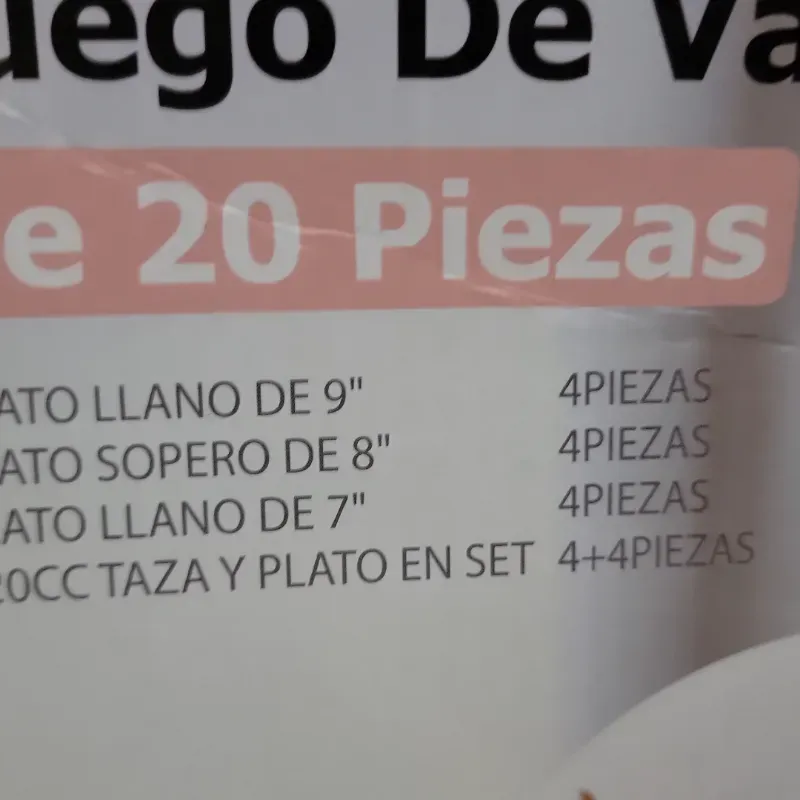 uego De Va
e 20 Piezas
ATO LLANO DE 9" 4PIEZAS
ATO SOPERO DE 8" 4PIEZAS
ATO LLANO DE 7" 4PIEZAS
20CC TAZA Y PLATO EN SET 4+4PIEZAS